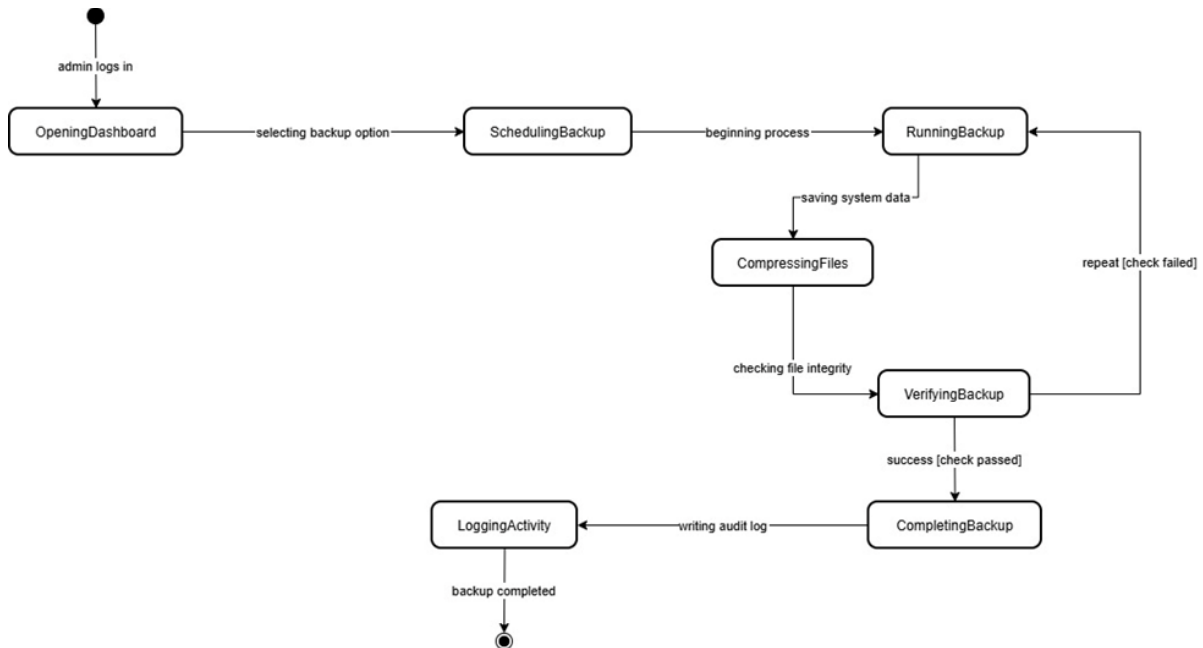 admin logs in
OpeningDashboard
selecting backup option
SchedulingBackup
beginning process
RunningBackup
saving system data
CompressingFiles
repeat [check failed]
checking file integrity
VerifyingBackup
success [check passed]
CompletingBackup
writing audit log
LoggingActivity
backup completed